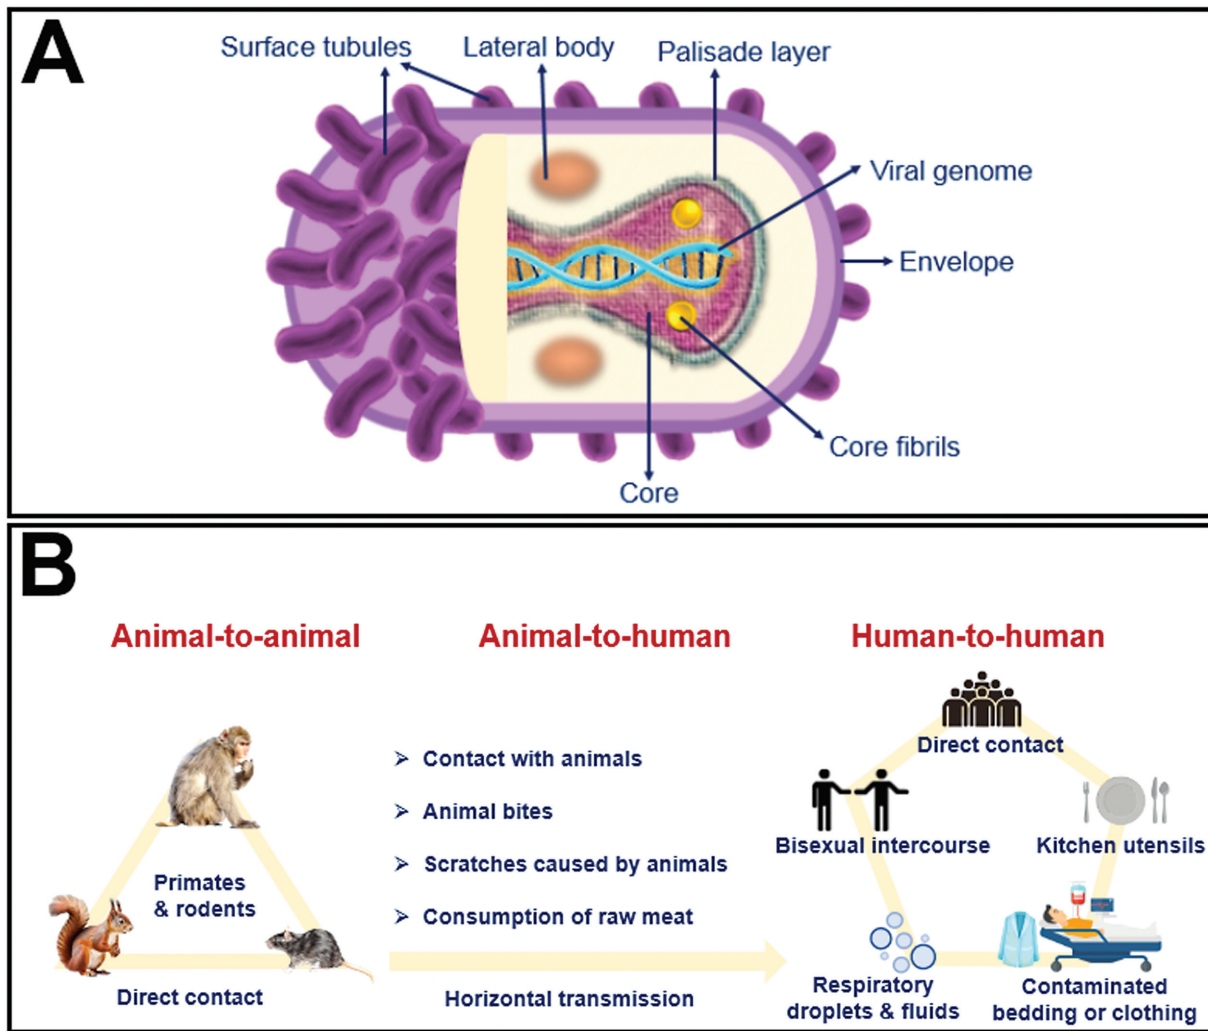 A
Surface tubules
Lateral body
Palisade layer
Viral genome
Envelope
Core fibrils
Core
B
Animal-to-animal
Animal-to-human
Human-to-human
Primates
& rodents
Direct contact
➢ Contact with animals
➢ Animal bites
➢ Scratches caused by animals
➢ Consumption of raw meat
Horizontal transmission
Direct contact
Bisexual intercourse
Kitchen utensils
Respiratory
droplets & fluids
Contaminated
bedding or clothing